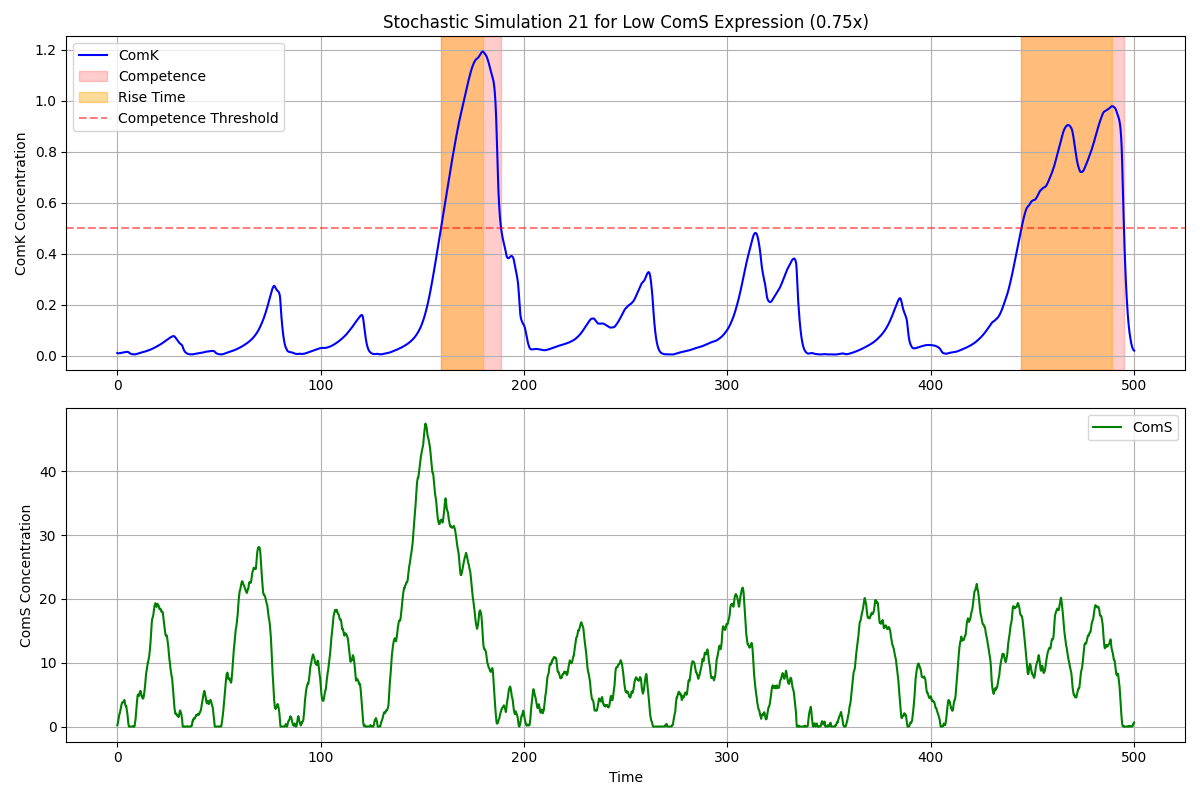 Stochastic Simulation 21 for Low ComS Expression (0.75x)
ComK Concentration
1.2
1.0
0.8
0.6
0.4
0.2
0.0
ComK
Competence
Rise Time
Competence Threshold
0 100 200 300 400 500
ComS Concentration
40
30
20
10
0
ComS
0 100 200 300 400 500
Time